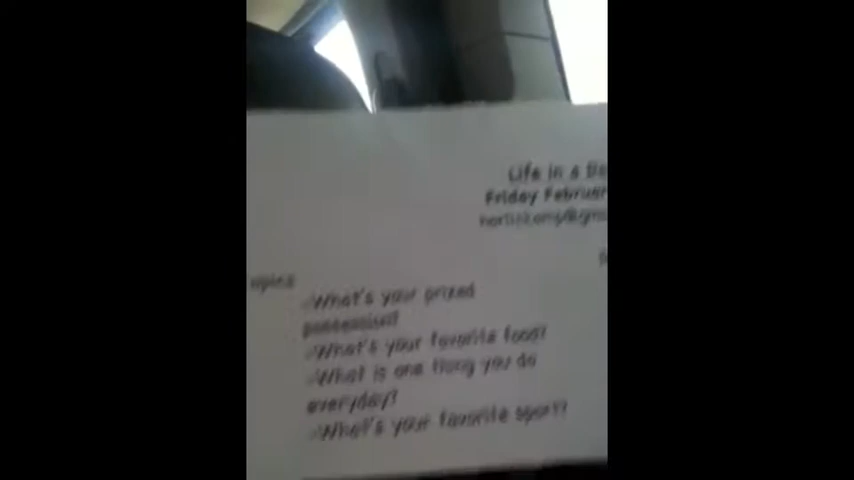 Life in a
Friday Februar
What's your prized
possession?
What's your favorite food?
What is one thing you do
everyday?
What's your favorite sport?